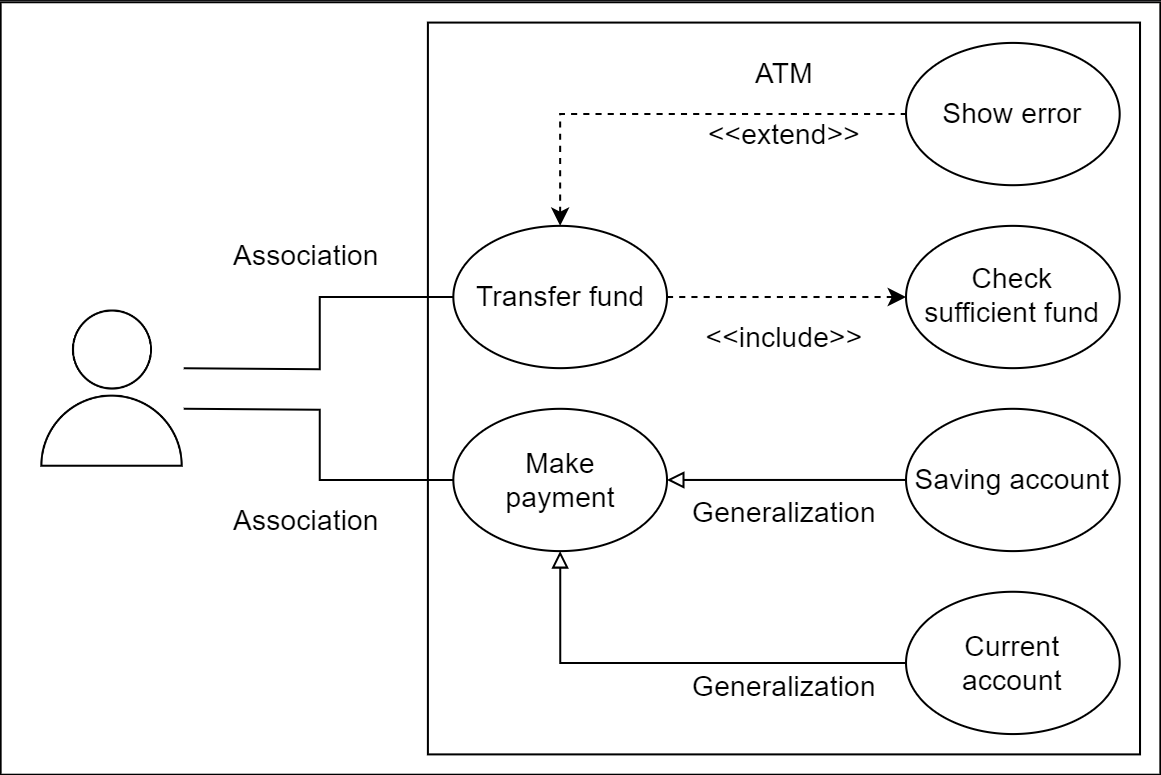 ATM
Show error
<<extend>>
Association
Transfer fund
Check
sufficient fund
<<include>>
Make
payment
Saving account
Generalization
Association
Current
account
Generalization